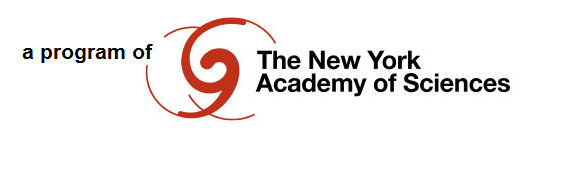 a program of
The New York
Academy of Sciences